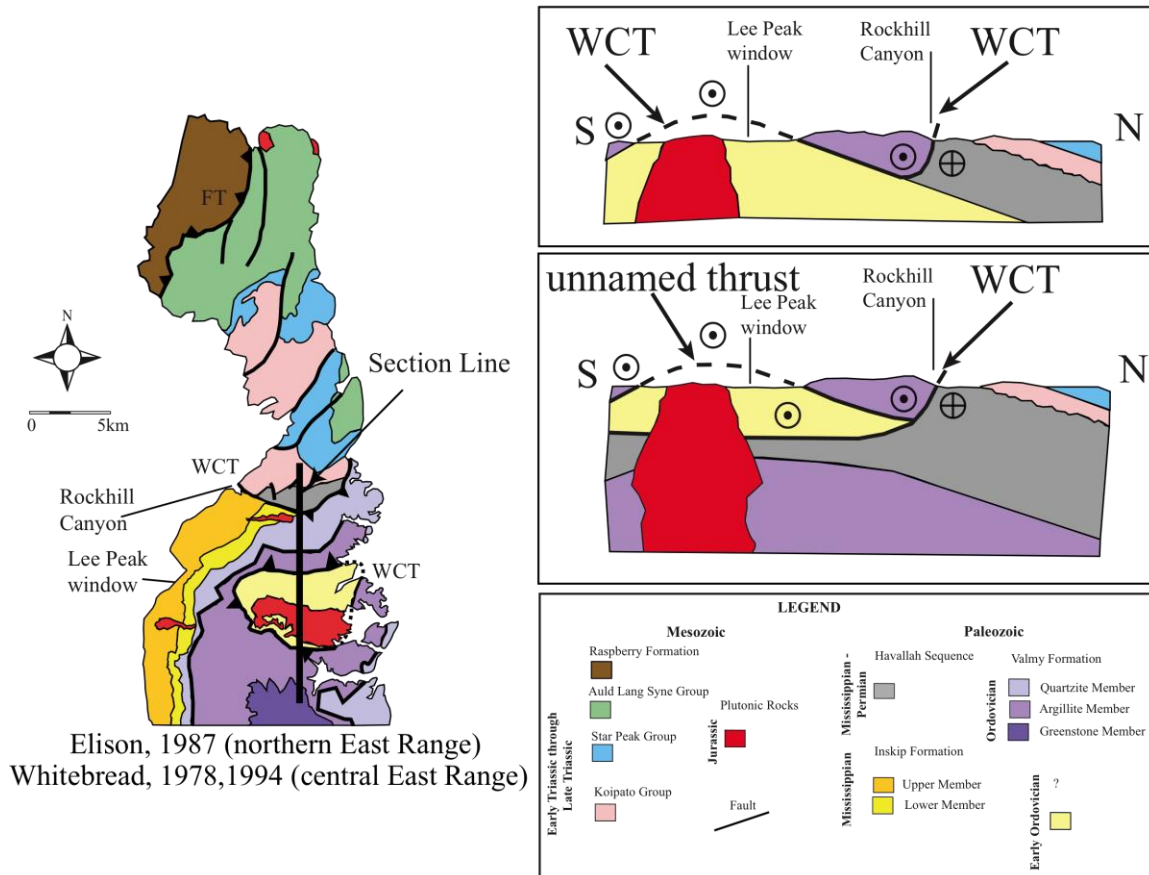 FT
N
0 5km
Section Line
WCT
Rockhill
Canyon
Lee Peak
window
WCT
Elison, 1987 (northern East Range)
Whitebread, 1978,1994 (central East Range)
WCT
Lee Peak
window
Rockhill
Canyon
WCT
S
N
unnamed thrust
Lee Peak
window
Rockhill
Canyon
WCT
S
N
LEGEND
Mesozoic
Early Triassic through
Late Triassic
Raspberry Formation
Auld Lang Syne Group
Star Peak Group
Koipato Group
Jurassic
Plutonic Rocks
Fault
Paleozoic
Mississippian -
Permian
Havallah Sequence
Mississippian
Inskip Formation
Upper Member
Lower Member
Ordovician
Valmy Formation
Quartzite Member
Argillite Member
Greenstone Member
Early Ordovician
?